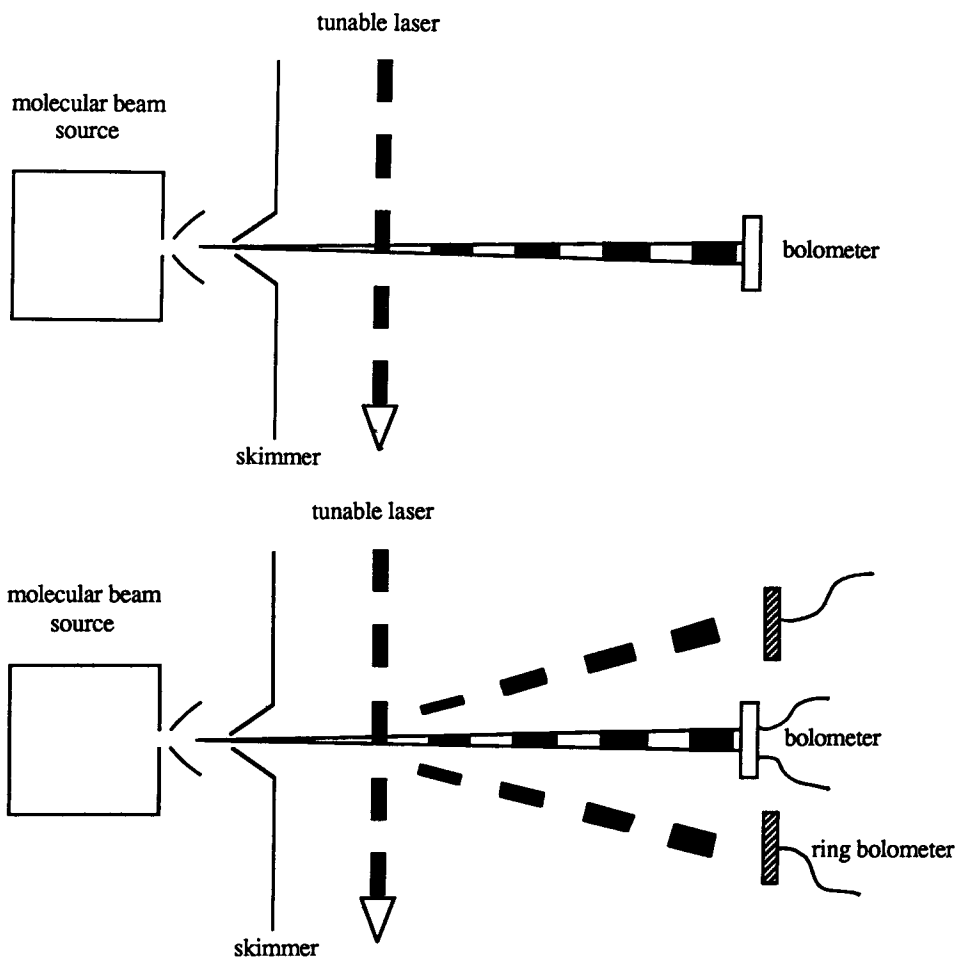 tunable laser
molecular beam
source
bolometer
skimmer
tunable laser
molecular beam
source
bolometer
ring bolometer
skimmer